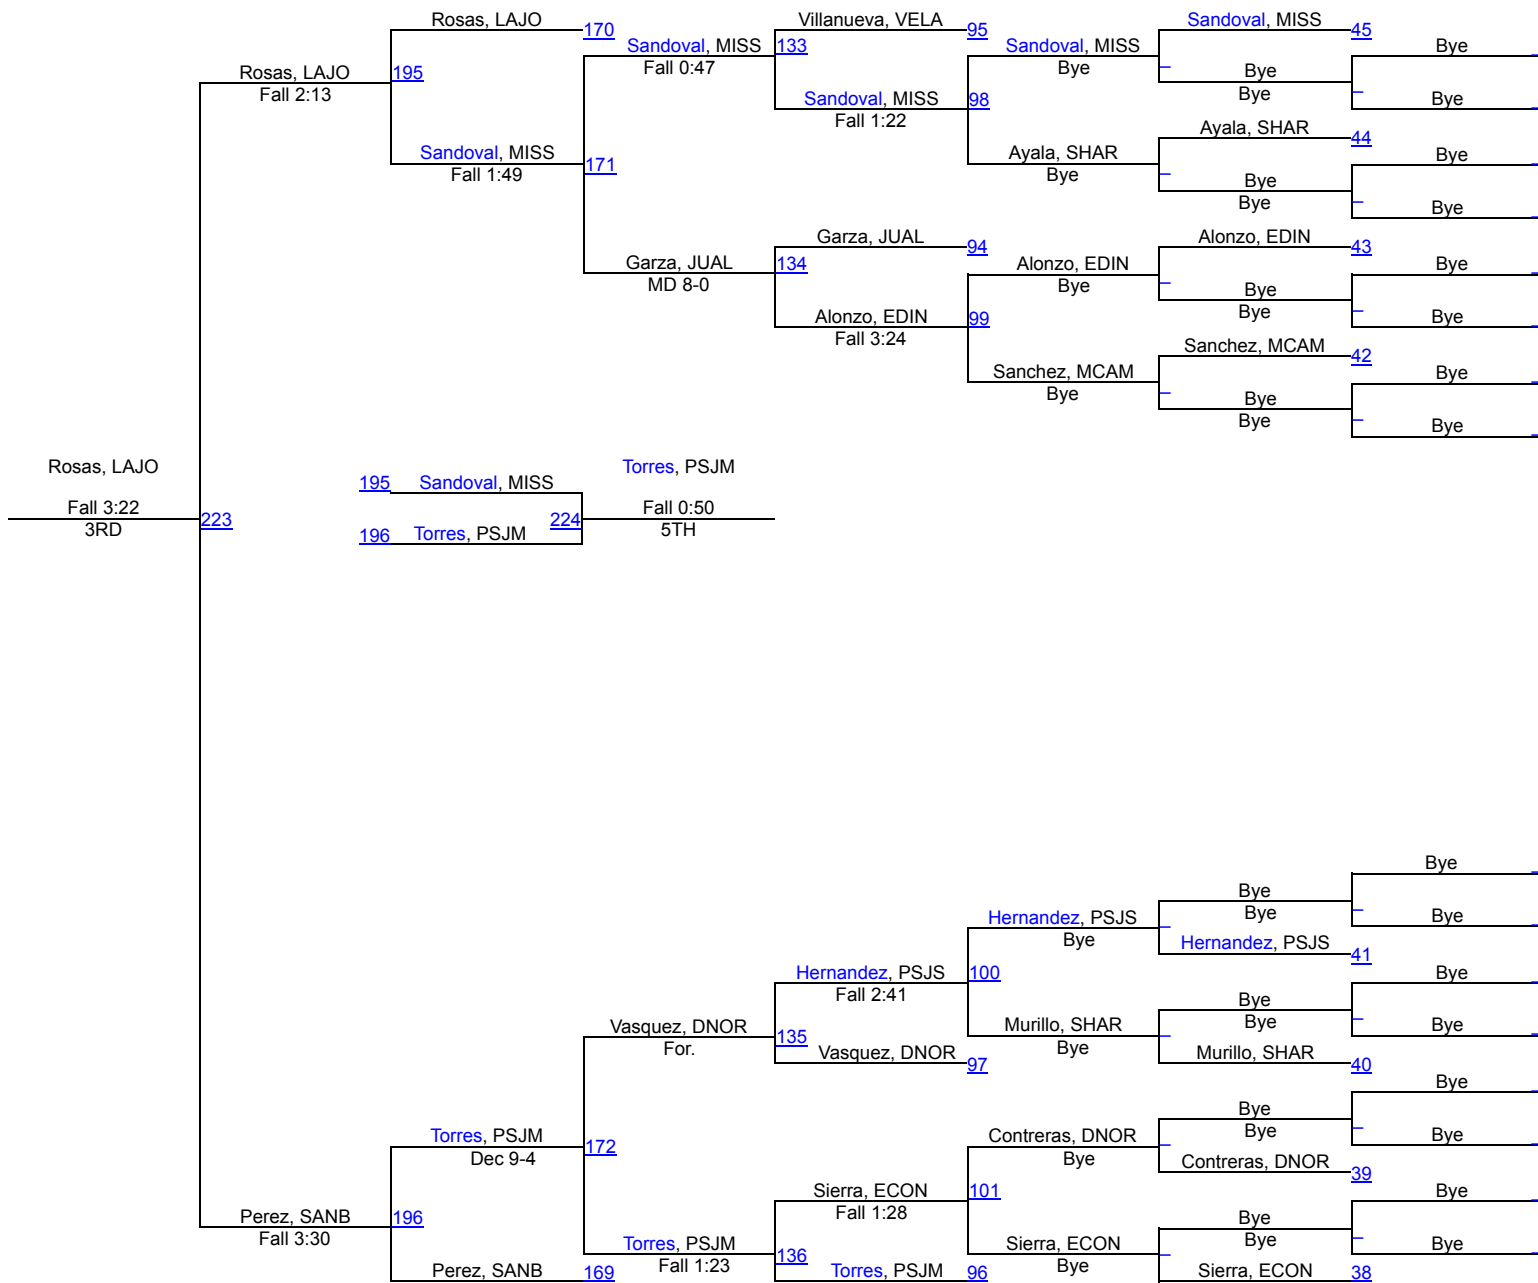 Rosas, LAJO 170
Villanueva, VELA 95
Sandoval, MISS 45
Sandoval, MISS 133
Fall 0:47
Sandoval, MISS
Bye
Bye
Rosas, LAJO 195
Fall 2:13
Bye
Bye
Sandoval, MISS 98
Fall 1:22
Bye
Ayala, SHAR 44
Sandoval, MISS 171
Fall 1:49
Ayala, SHAR
Bye
Bye
Bye
Bye
Bye
Garza, JUAL 94
Alonzo, EDIN 43
Garza, JUAL 134
MD 8-0
Alonzo, EDIN
Bye
Bye
Bye
Bye
Alonzo, EDIN 99
Fall 3:24
Bye
Sanchez, MCAM 42
Sanchez, MCAM
Bye
Bye
Bye
Bye
Bye
Rosas, LAJO
Fall 3:22
3RD
223
195 Sandoval, MISS
196 Torres, PSJM
224
Torres, PSJM
Fall 0:50
5TH
Bye
Bye
Bye
Hernandez, PSJS
Bye
Bye
Hernandez, PSJS 41
Hernandez, PSJS 100
Fall 2:41
Bye
Bye
Bye
Vasquez, DNOR 135
For.
Murillo, SHAR
Bye
Bye
Vasquez, DNOR 97
Murillo, SHAR 40
Bye
Bye
Bye
Torres, PSJM 172
Dec 9-4
Contreras, DNOR
Bye
Bye
Contreras, DNOR 39
Sierra, ECON 101
Fall 1:28
Bye
Perez, SANB 196
Fall 3:30
Bye
Bye
Torres, PSJM 136
Fall 1:23
Sierra, ECON
Bye
Bye
Perez, SANB 169
Torres, PSJM 96
Sierra, ECON 38